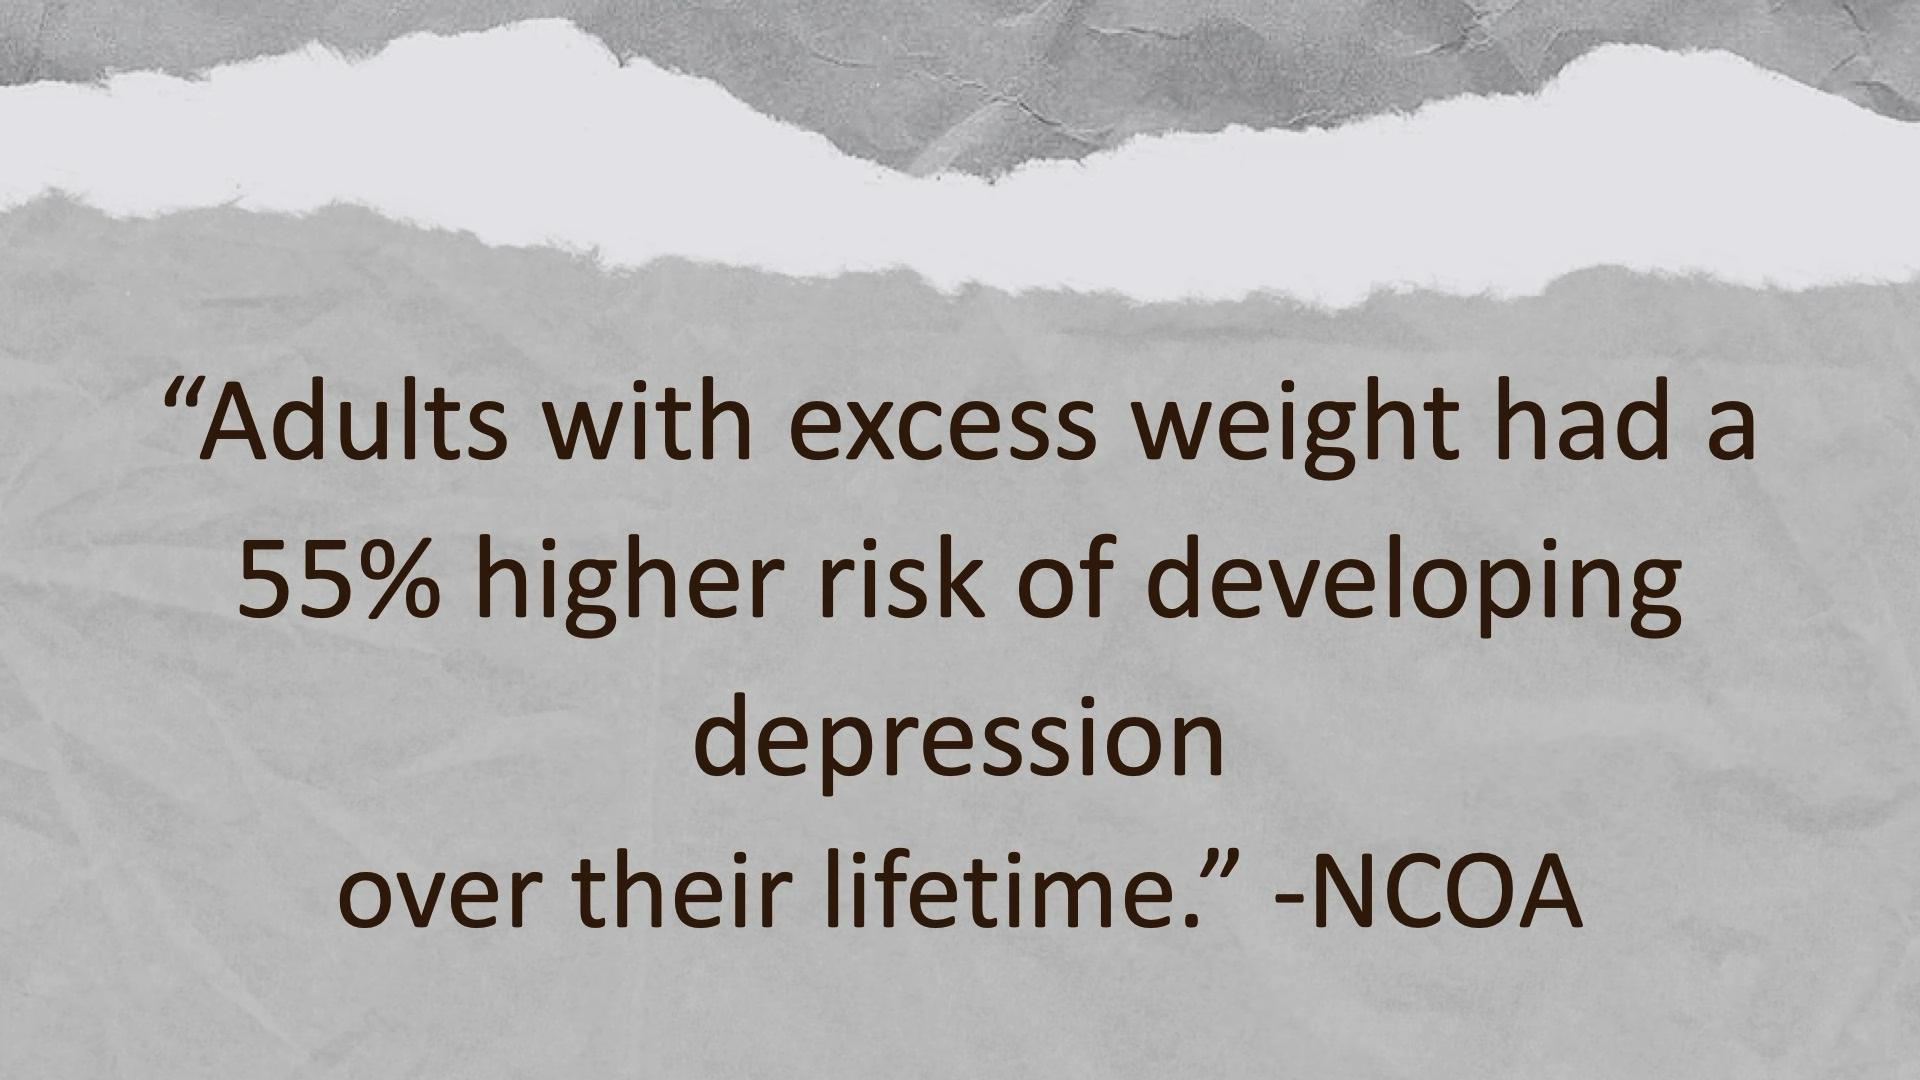 “Adults with excess weight had a
55% higher risk of developing
depression
over their lifetime.” -NCOA